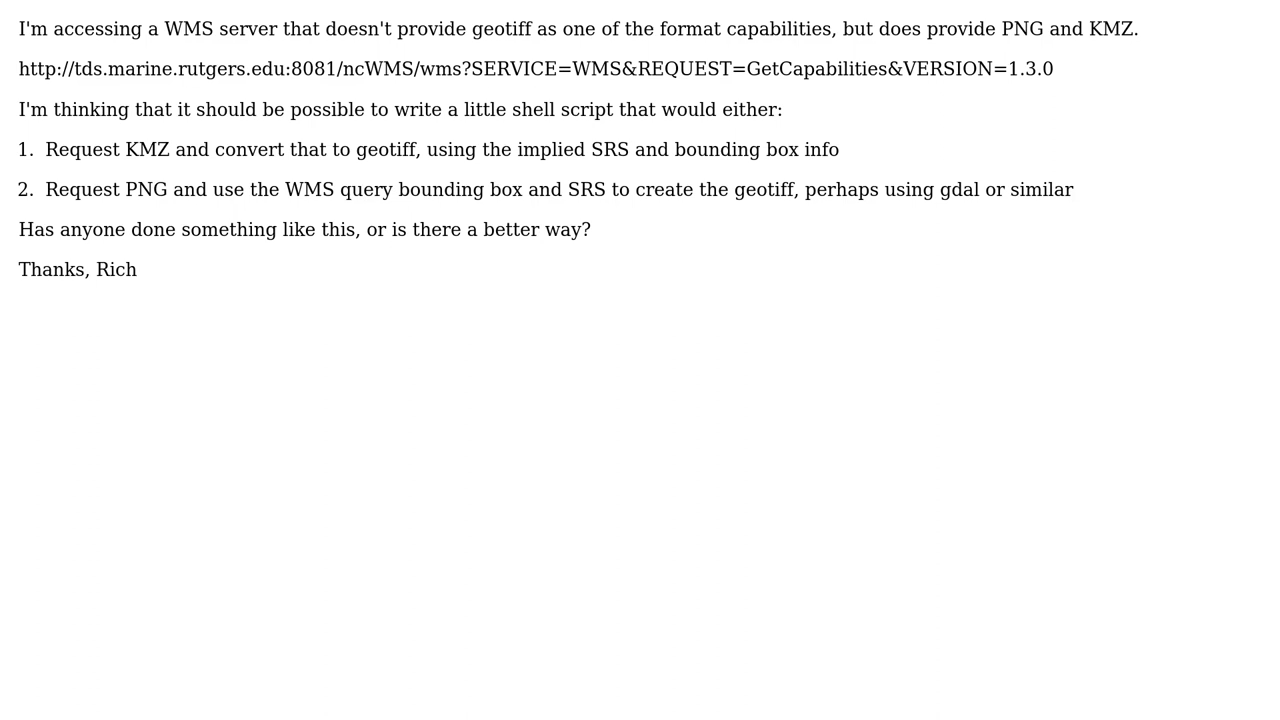 I'm accessing a WMS server that doesn't provide geotiff as one of the format capabilities, but does provide PNG and KMZ.
http://tds.marine.rutgers.edu:8081/ncWMS/wms?SERVICE=WMS&REQUEST=GetCapabilities&VERSION=1.3.0
I'm thinking that it should be possible to write a little shell script that would either:
1. Request KMZ and convert that to geotiff, using the implied SRS and bounding box info
2. Request PNG and use the WMS query bounding box and SRS to create the geotiff, perhaps using gdal or similar
Has anyone done something like this, or is there a better way?
Thanks, Rich